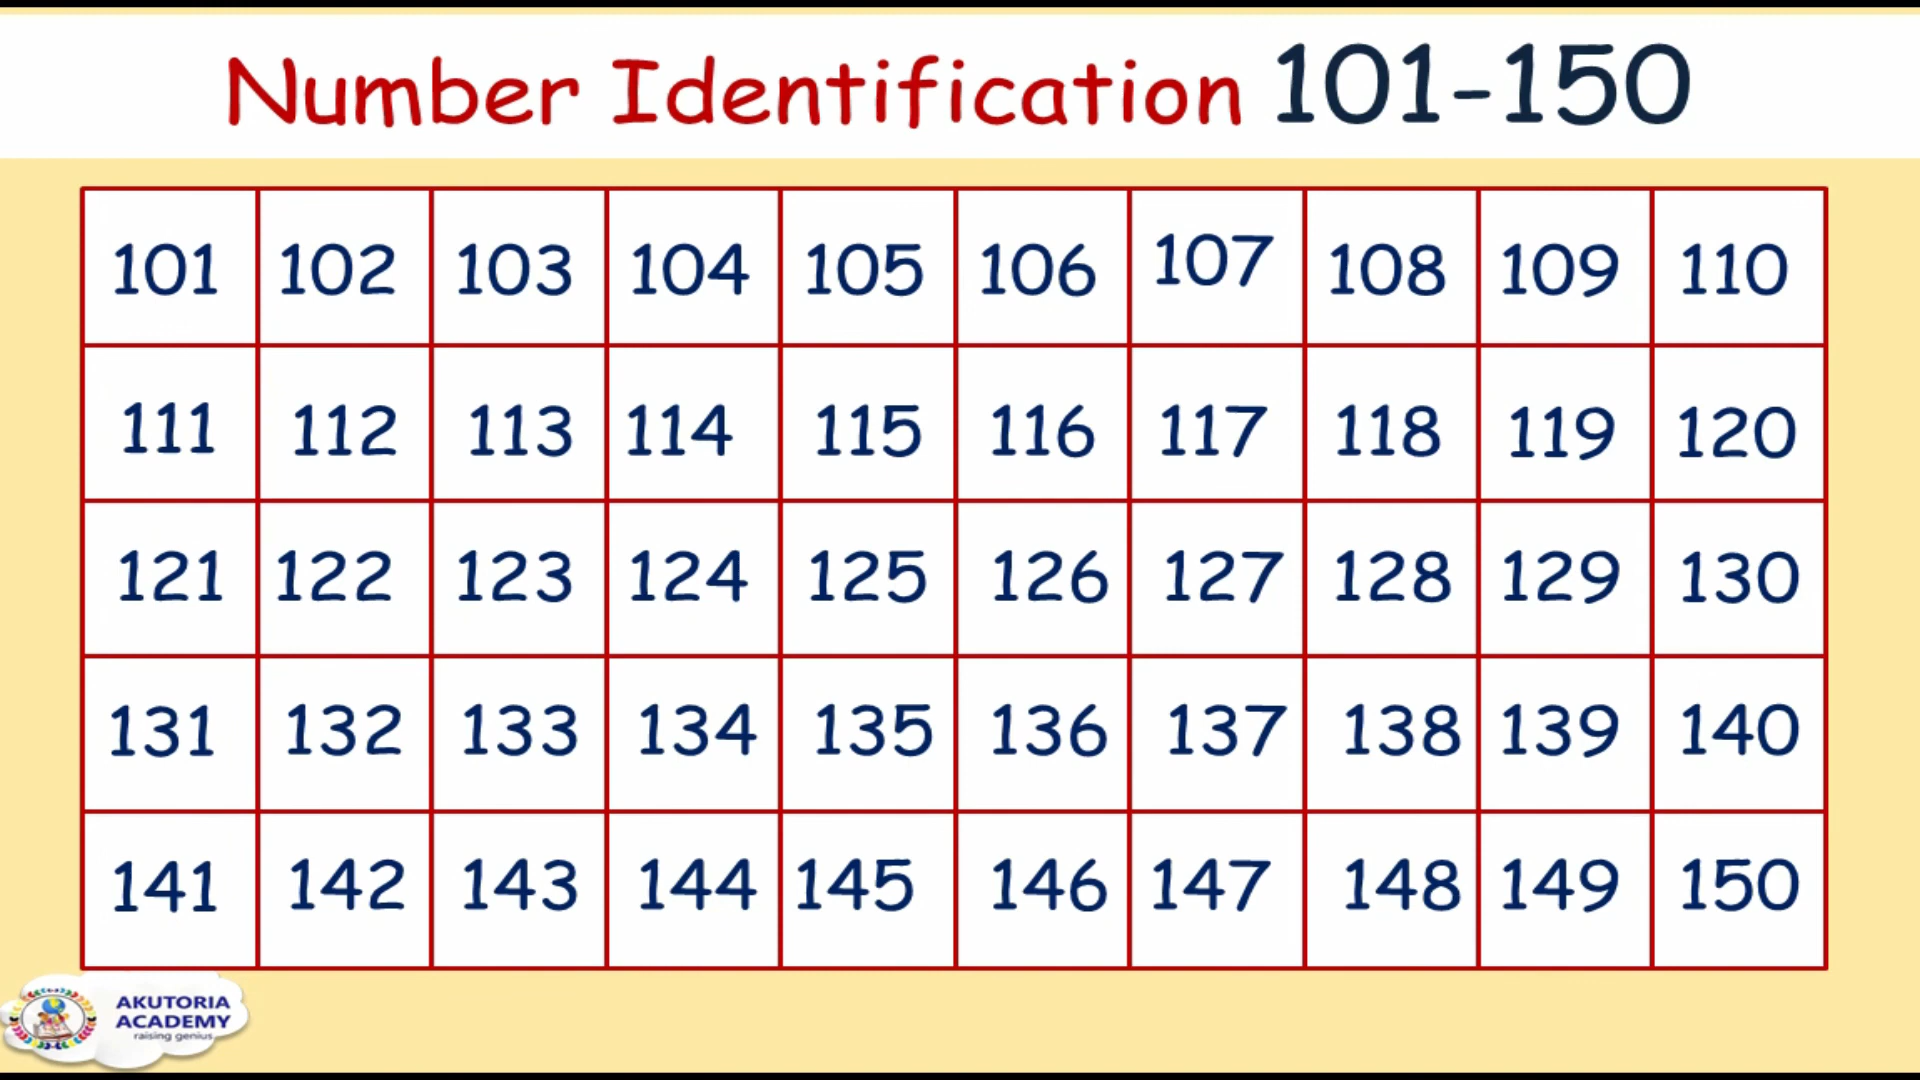 Number Identification 101-150
101 102 103 104 105 106 107 108 109 110
111 112 113 114 115 116 117 118 119 120
121 122 123 124 125 126 127 128 129 130
131 132 133 134 135 136 137 138 139 140
141 142 143 144 145 146 147 148 149 150
AKUTORIA
ACADEMY
raising genius